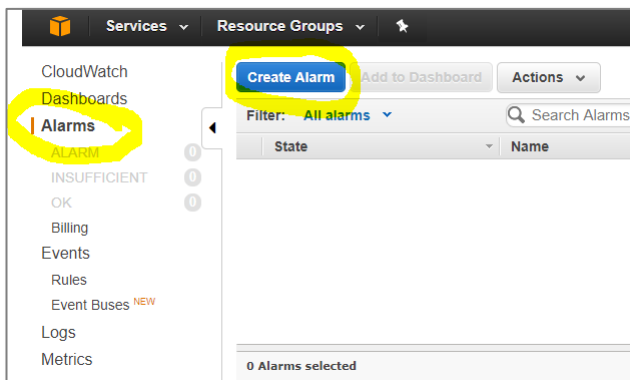 Services Resource Groups
CloudWatch
Dashboards
Alarms
ALARM 0
INSUFFICIENT 0
OK 0
Billing
Events
Rules
Event Buses NEW
Logs
Metrics
Create Alarm Add to Dashboard Actions
Filter: All alarms Search Alarms
State Name
0 Alarms selected